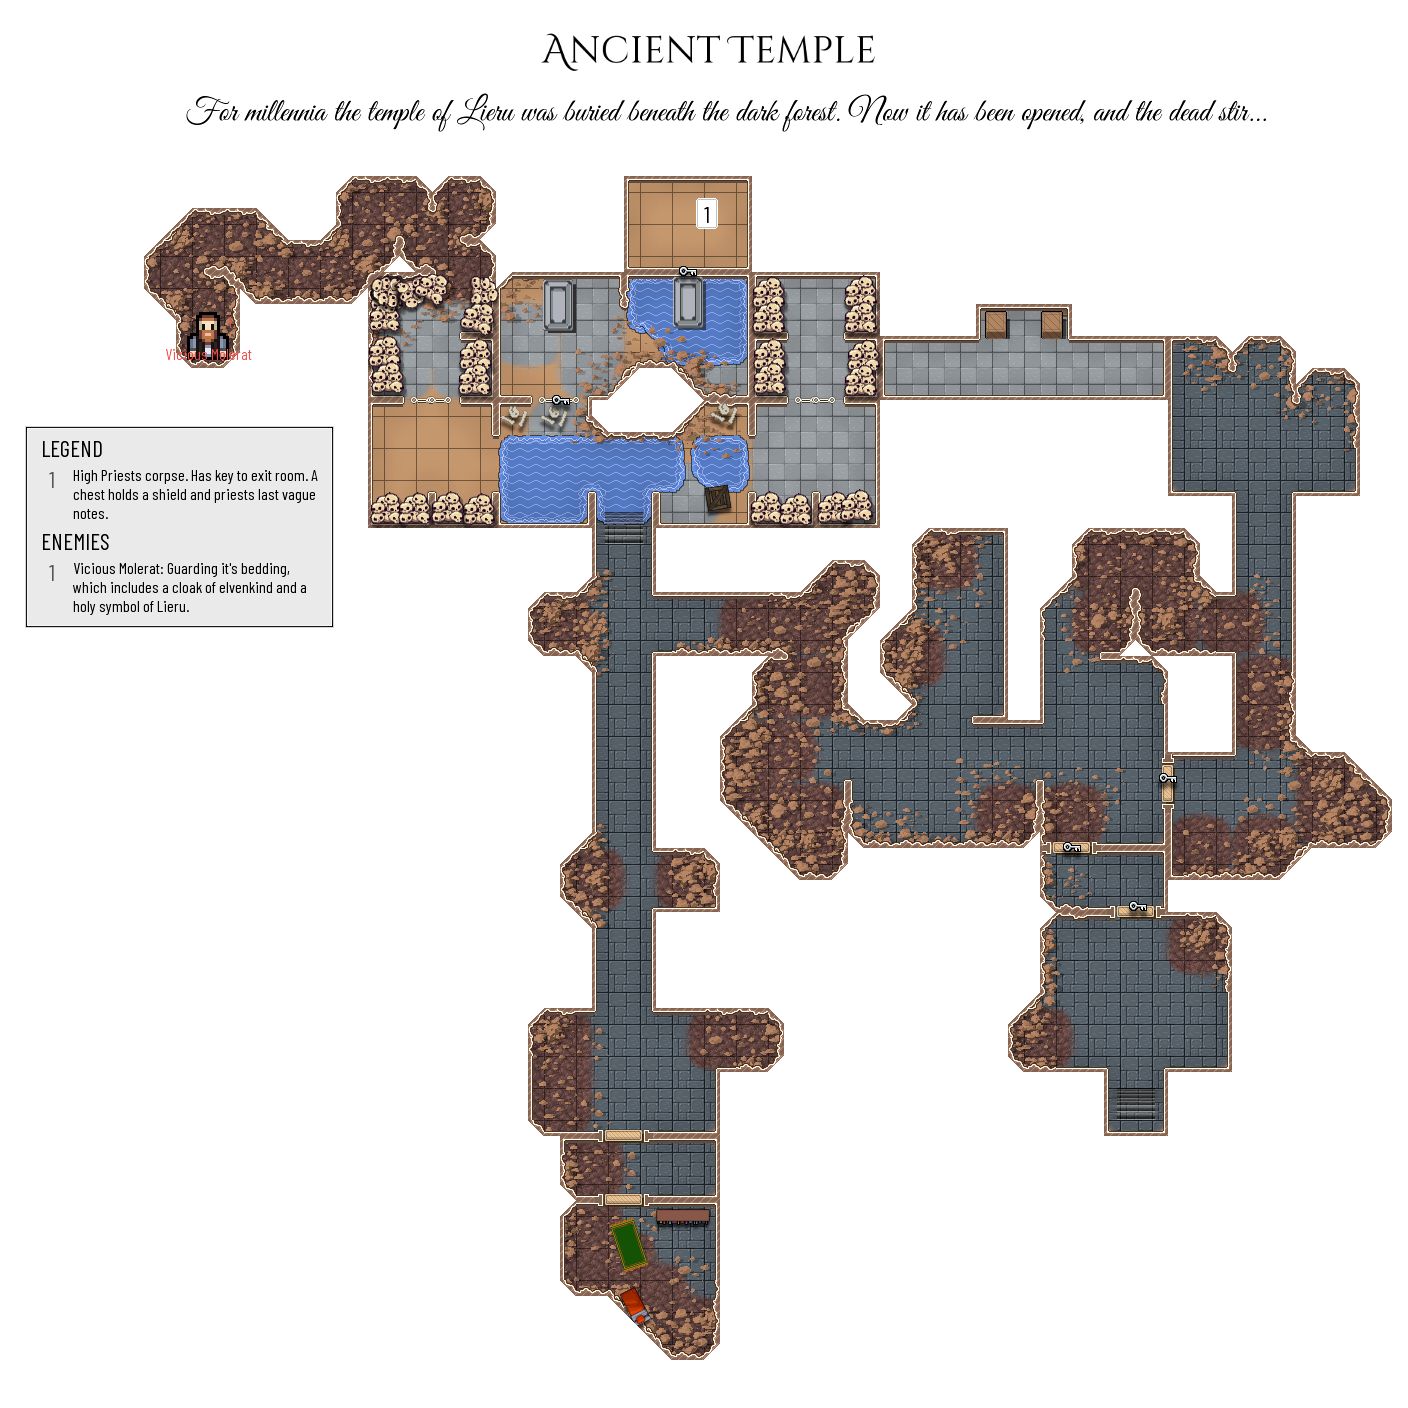 ANCIENT TEMPLE
For millennia the temple of Lieru was buried beneath the dark forest. Now it has been opened, and the dead stir...
1
Vicious Molerat
LEGEND
1 High Priests corpse. Has key to exit room. A
chest holds a shield and priests last vague
notes.
ENEMIES
1 Vicious Molerat: Guarding it's bedding,
which includes a cloak of elvenkind and a
holy symbol of Lieru.